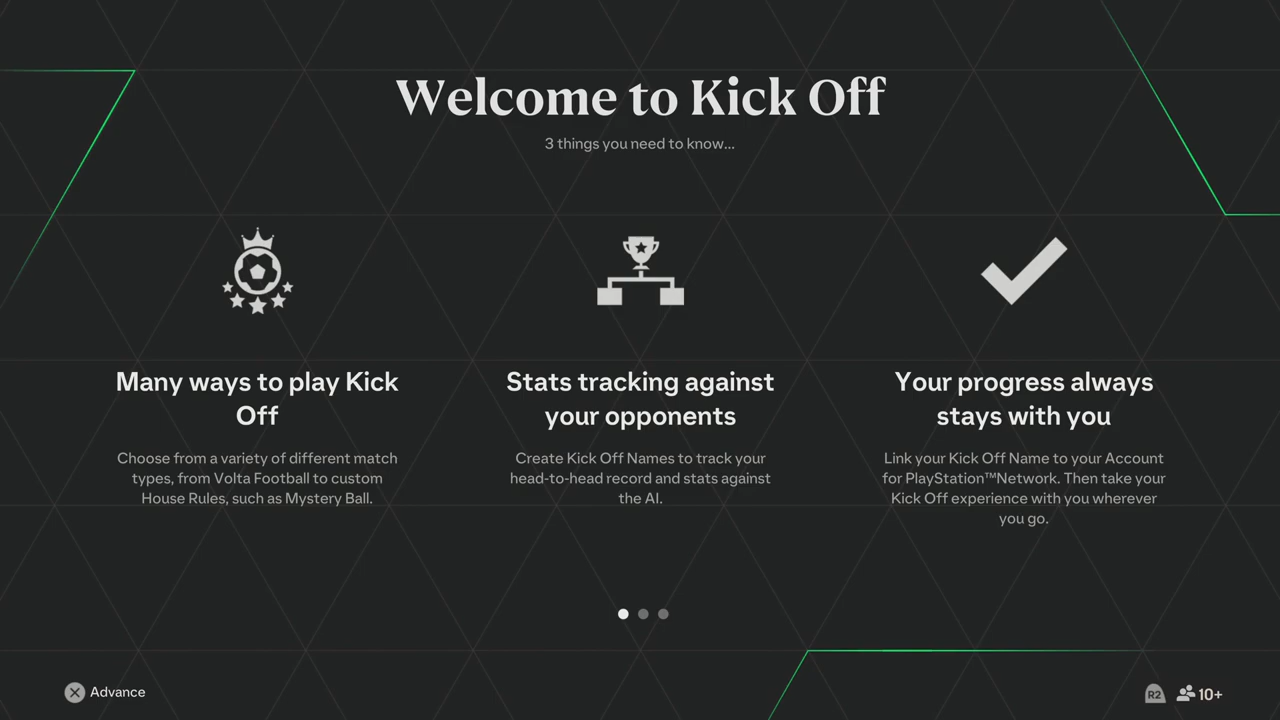 Welcome to Kick Off
3 things you need to know...
Many ways to play Kick
Off
Choose from a variety of different match
types, from Volta Football to custom
House Rules, such as Mystery Ball.
Stats tracking against
your opponents
Create Kick Off Names to track your
head-to-head record and stats against
the AI.
Your progress always
stays with you
Link your Kick Off Name to your Account
for PlayStation™Network. Then take your
Kick Off experience with you wherever
you go.
Advance
R2 10+